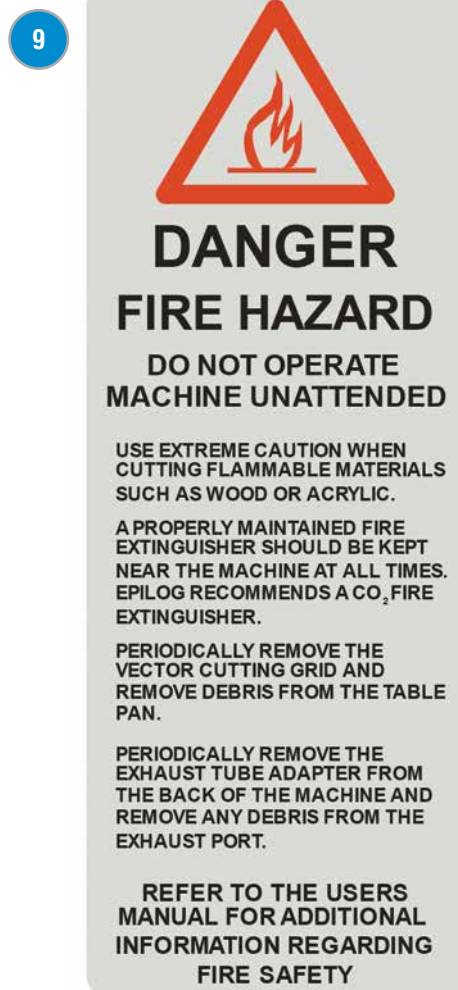 9
DANGER
FIRE HAZARD
DO NOT OPERATE
MACHINE UNATTENDED
USE EXTREME CAUTION WHEN
CUTTING FLAMMABLE MATERIALS
SUCH AS WOOD OR ACRYLIC.
A PROPERLY MAINTAINED FIRE
EXTINGUISHER SHOULD BE KEPT
NEAR THE MACHINE AT ALL TIMES.
EPILOG RECOMMENDS A CO₂ FIRE
EXTINGUISHER.
PERIODICALLY REMOVE THE
VECTOR CUTTING GRID AND
REMOVE DEBRIS FROM THE TABLE
PAN.
PERIODICALLY REMOVE THE
EXHAUST TUBE ADAPTER FROM
THE BACK OF THE MACHINE AND
REMOVE ANY DEBRIS FROM THE
EXHAUST PORT.
REFER TO THE USERS
MANUAL FOR ADDITIONAL
INFORMATION REGARDING
FIRE SAFETY